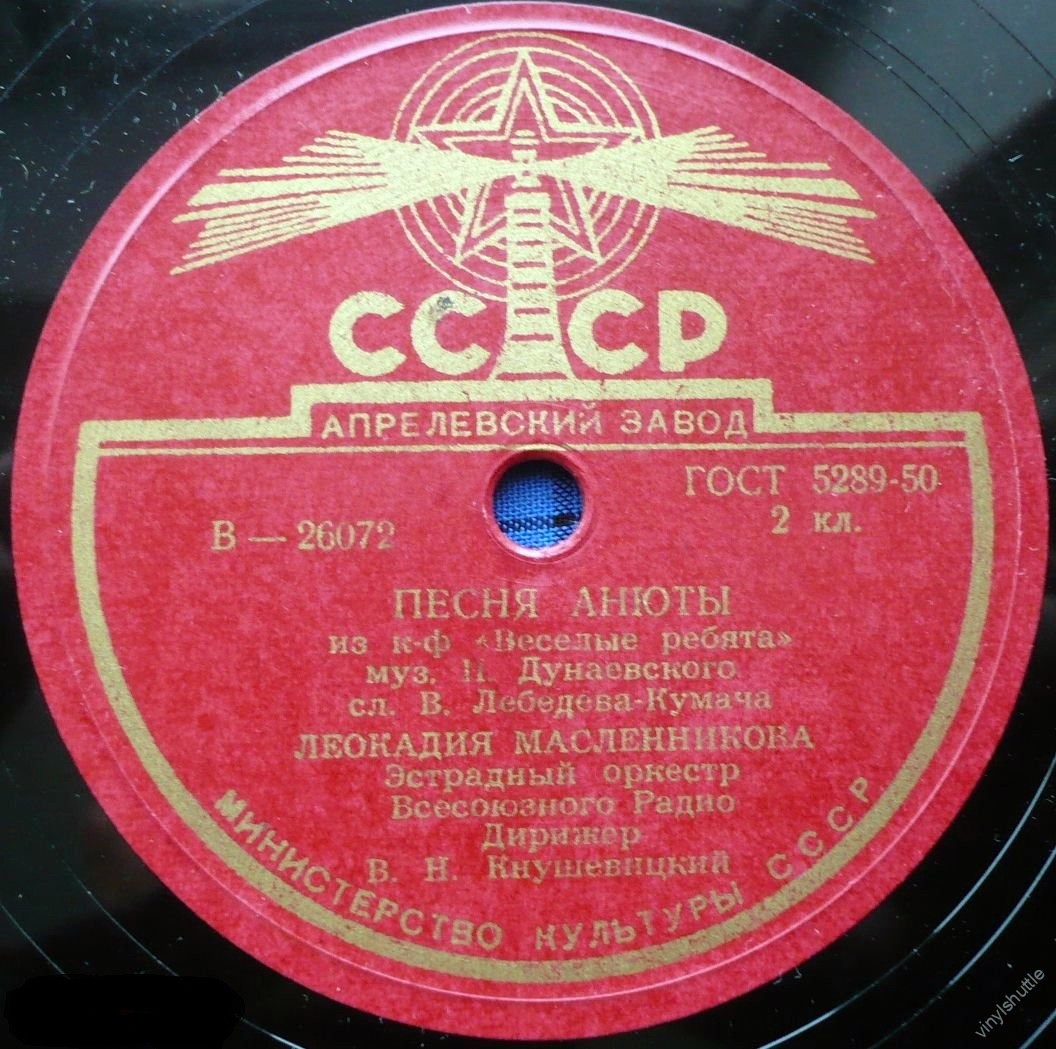 СССР
АПРЕЛЕВСКИЙ ЗАВОД
ГОСТ 5289-50
2 кл.
В — 26072
ПЕСНЯ АНЮТЫ
из к-ф «Веселые ребята»
муз. И. Дунаевского
сл. В. Лебедева-Кумача
ЛЕОКАДИЯ МАСЛЕННИКОВА
Эстрадный оркестр
Всесоюзного Радио
Дирижер
В. Н. Кнушевицкий
МИНИСТЕРСТВО КУЛЬТУРЫ СССР
vinylshuttle